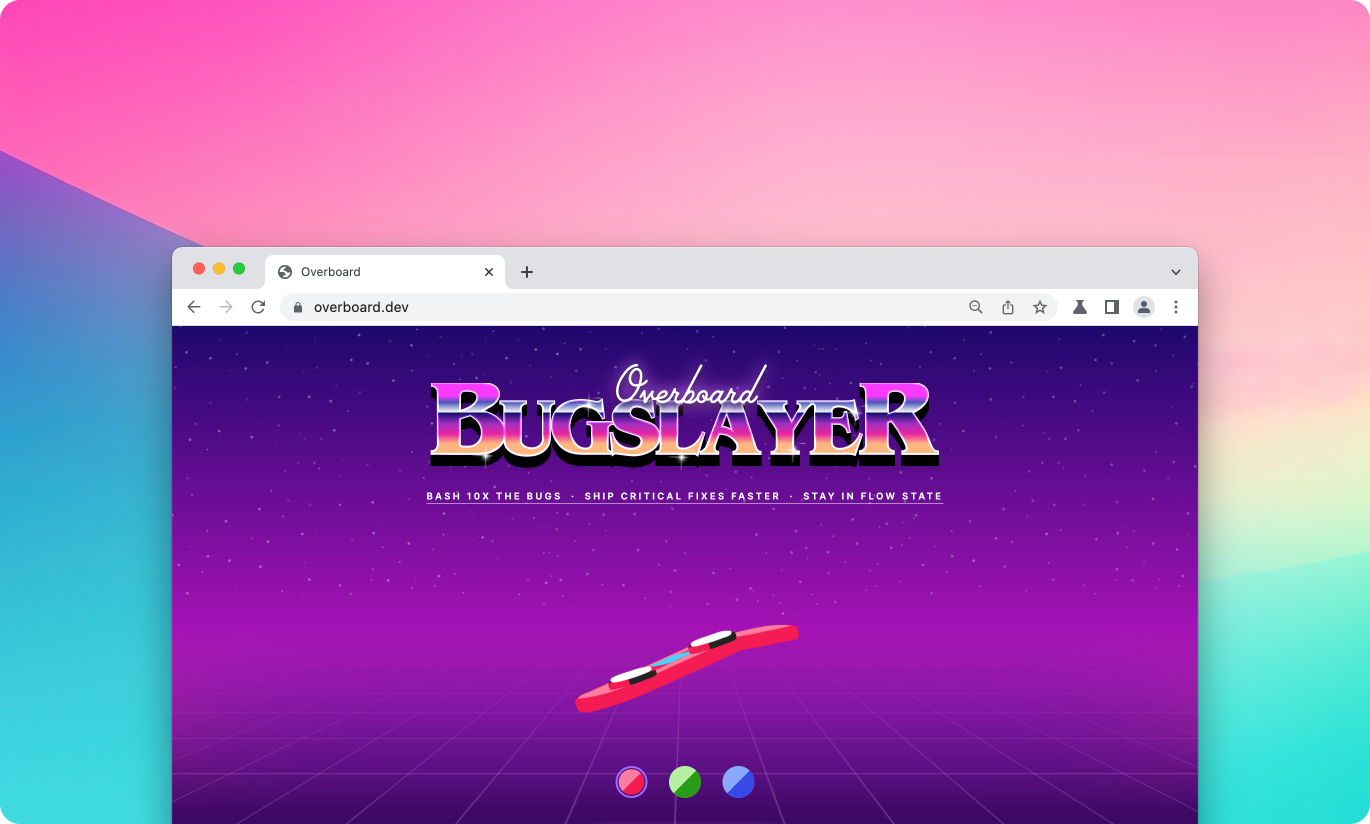 Overboard
overboard.dev
Overboard
BUGSLAYER
BASH 10X THE BUGS · SHIP CRITICAL FIXES FASTER · STAY IN FLOW STATE